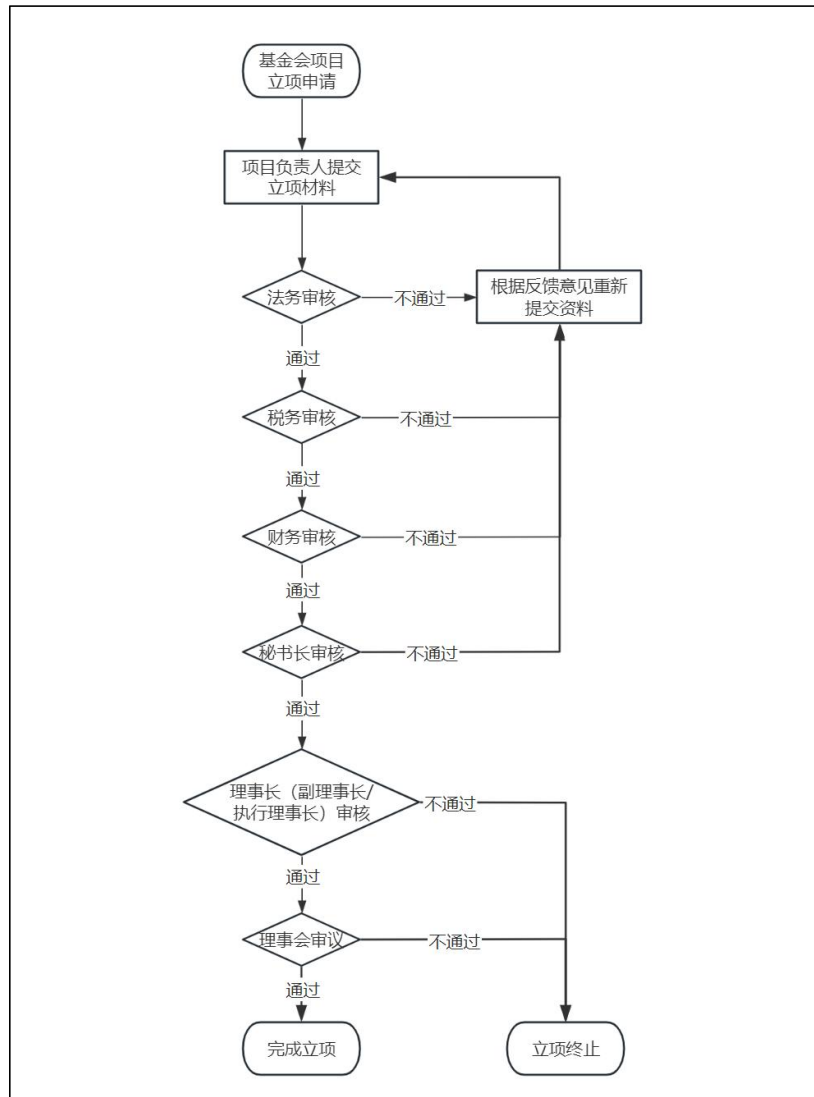 基金会项目
立项申请
项目负责人提交
立项材料
法务审核
不通过
根据反馈意见重新
提交资料
通过
税务审核
不通过
通过
财务审核
不通过
通过
秘书长审核
不通过
通过
理事长（副理事长/
执行理事长）审核
不通过
通过
理事会审议
不通过
通过
完成立项
立项终止